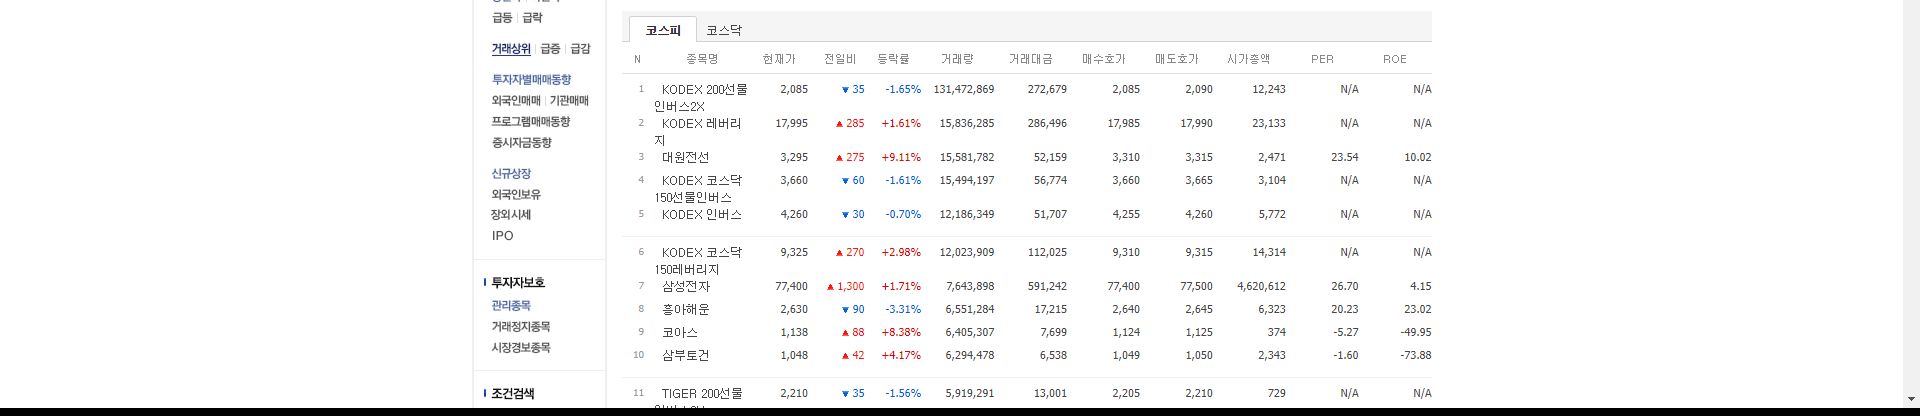 급등 | 급락
거래상위 | 급증 | 급감
투자자별매매동향
외국인매매 | 기관매매
프로그램매매동향
증시자금동향
신규상장
외국인보유
장외시세
IPO
투자자보호
관리종목
거래정지종목
시장경보종목
조건검색
코스피 코스닥
N 종목명 현재가 전일비 등락률 거래량 거래대금 매수호가 매도호가 시가총액 PER ROE
1 KODEX 200선물 2,085 ▼ 35 -1.65% 131,472,869 272,679 2,085 2,090 12,243 N/A N/A
인버스2X
2 KODEX 레버리 17,995 ▲ 285 +1.61% 15,836,285 286,496 17,985 17,990 23,133 N/A N/A
지
3 대원전선 3,295 ▲ 275 +9.11% 15,581,782 52,159 3,310 3,315 2,471 23.54 10.02
4 KODEX 코스닥 3,660 ▼ 60 -1.61% 15,494,197 56,774 3,660 3,665 3,104 N/A N/A
150선물인버스
5 KODEX 인버스 4,260 ▼ 30 -0.70% 12,186,349 51,707 4,255 4,260 5,772 N/A N/A
6 KODEX 코스닥 9,325 ▲ 270 +2.98% 12,023,909 112,025 9,310 9,315 14,314 N/A N/A
150레버리지
7 삼성전자 77,400 ▲ 1,300 +1.71% 7,643,898 591,242 77,400 77,500 4,620,612 26.70 4.15
8 흥아해운 2,630 ▼ 90 -3.31% 6,551,284 17,215 2,640 2,645 6,323 20.23 23.02
9 코아스 1,138 ▲ 88 +8.38% 6,405,307 7,699 1,124 1,125 374 -5.27 -49.95
10 삼부토건 1,048 ▲ 42 +4.17% 6,294,478 6,538 1,049 1,050 2,343 -1.60 -73.88
11 TIGER 200선물 2,210 ▼ 35 -1.56% 5,919,291 13,001 2,205 2,210 729 N/A N/A